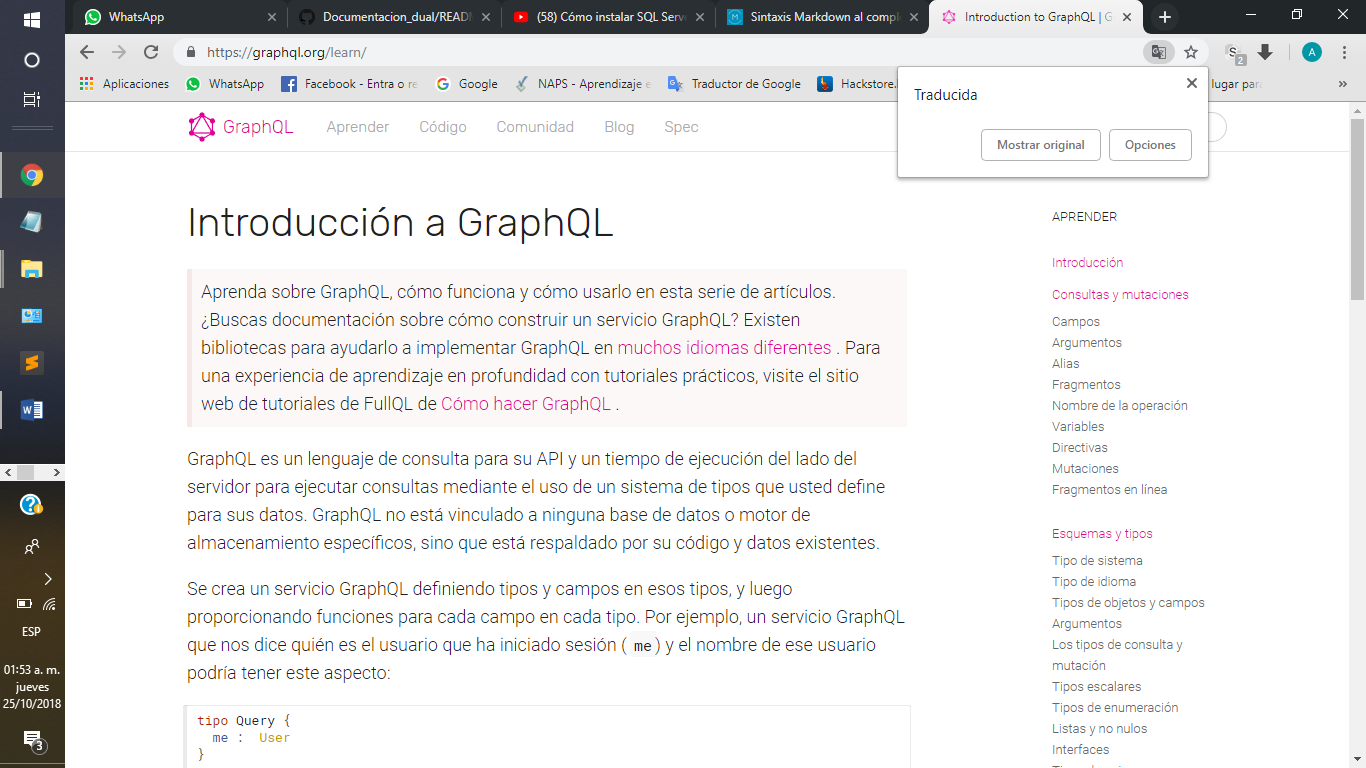 WhatsApp
Documentacion_dual/READM
(58) Cómo instalar SQL Serv
Sintaxis Markdown al comple
Introduction to GraphQL | G
https://graphql.org/learn/
S
2
A
Aplicaciones
WhatsApp
Facebook - Entra o re
Google
NAPS - Aprendizaje e
Traductor de Google
Hackstore.
lugar par
»
Traducida
Mostrar original
Opciones
GraphQL
Aprender
Código
Comunidad
Blog
Spec
Introducción a GraphQL
Aprenda sobre GraphQL, cómo funciona y cómo usarlo en esta serie de artículos.
¿Buscas documentación sobre cómo construir un servicio GraphQL? Existen
bibliotecas para ayudarlo a implementar GraphQL en muchos idiomas diferentes . Para
una experiencia de aprendizaje en profundidad con tutoriales prácticos, visite el sitio
web de tutoriales de FullQL de Cómo hacer GraphQL .
GraphQL es un lenguaje de consulta para su API y un tiempo de ejecución del lado del
servidor para ejecutar consultas mediante el uso de un sistema de tipos que usted define
para sus datos. GraphQL no está vinculado a ninguna base de datos o motor de
almacenamiento específicos, sino que está respaldado por su código y datos existentes.
Se crea un servicio GraphQL definiendo tipos y campos en esos tipos, y luego
proporcionando funciones para cada campo en cada tipo. Por ejemplo, un servicio GraphQL
que nos dice quién es el usuario que ha iniciado sesión ( me ) y el nombre de ese usuario
podría tener este aspecto:
tipo Query {
me : User
}
APRENDER
Introducción
Consultas y mutaciones
Campos
Argumentos
Alias
Fragmentos
Nombre de la operación
Variables
Directivas
Mutaciones
Fragmentos en línea
Esquemas y tipos
Tipo de sistema
Tipo de idioma
Tipos de objetos y campos
Argumentos
Los tipos de consulta y
mutación
Tipos escalares
Tipos de enumeración
Listas y no nulos
Interfaces
ESP
01:53 a. m.
jueves
25/10/2018
3